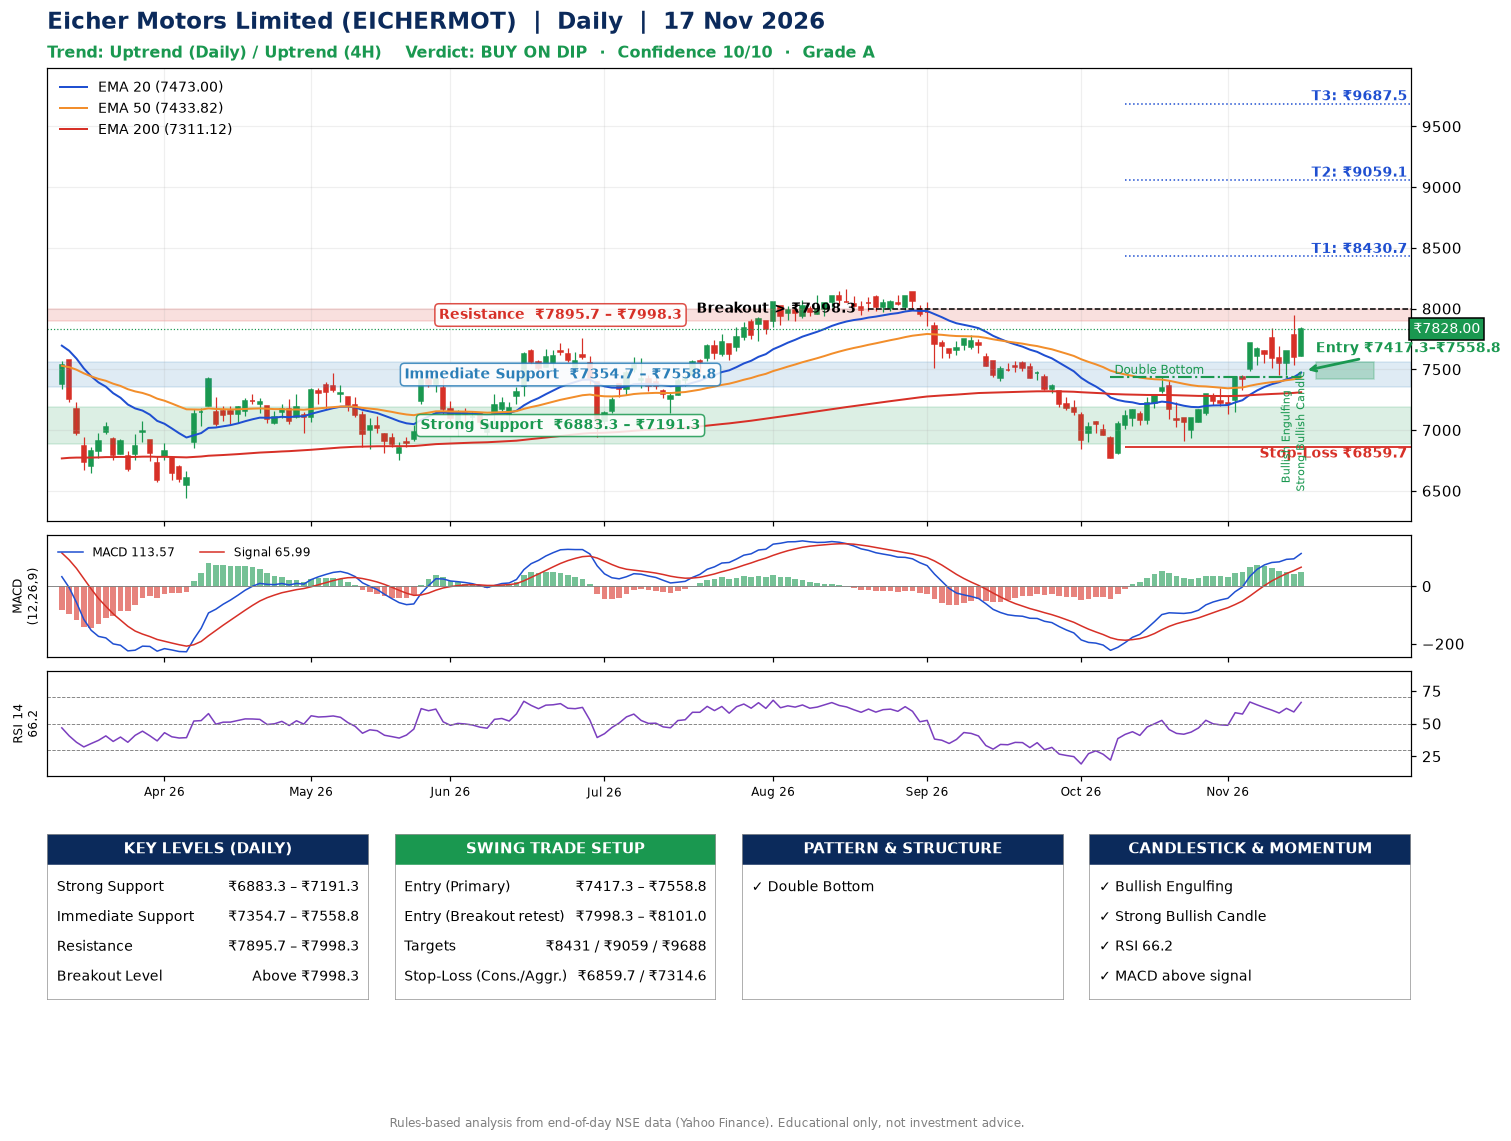 Eicher Motors Limited (EICHERMOT)  |  Daily  |  17 Nov 2026
Trend: Uptrend (Daily) / Uptrend (4H)    Verdict: BUY ON DIP  ·  Confidence 10/10  ·  Grade A
EMA 20 (7473.00)
EMA 50 (7433.82)
EMA 200 (7311.12)
T3: ₹9687.5
T2: ₹9059.1
T1: ₹8430.7
Resistance  ₹7895.7 – ₹7998.3
Breakout > ₹7998.3
₹7828.00
Entry ₹7417.3–₹7558.8
Immediate Support  ₹7354.7 – ₹7558.8
Double Bottom
Strong Support  ₹6883.3 – ₹7191.3
Stop-Loss ₹6859.7
Bullish Engulfing
Strong Bullish Candle
9500
9000
8500
8000
7500
7000
6500
MACD 113.57
Signal 65.99
MACD
(12,26,9)
0
−200
RSI 14
66.2
75
50
25
Apr 26
May 26
Jun 26
Jul 26
Aug 26
Sep 26
Oct 26
Nov 26
KEY LEVELS (DAILY)
Strong Support ₹6883.3 – ₹7191.3
Immediate Support ₹7354.7 – ₹7558.8
Resistance ₹7895.7 – ₹7998.3
Breakout Level Above ₹7998.3
SWING TRADE SETUP
Entry (Primary) ₹7417.3 – ₹7558.8
Entry (Breakout retest) ₹7998.3 – ₹8101.0
Targets ₹8431 / ₹9059 / ₹9688
Stop-Loss (Cons./Aggr.) ₹6859.7 / ₹7314.6
PATTERN & STRUCTURE
✓ Double Bottom
CANDLESTICK & MOMENTUM
✓ Bullish Engulfing
✓ Strong Bullish Candle
✓ RSI 66.2
✓ MACD above signal
Rules-based analysis from end-of-day NSE data (Yahoo Finance). Educational only, not investment advice.